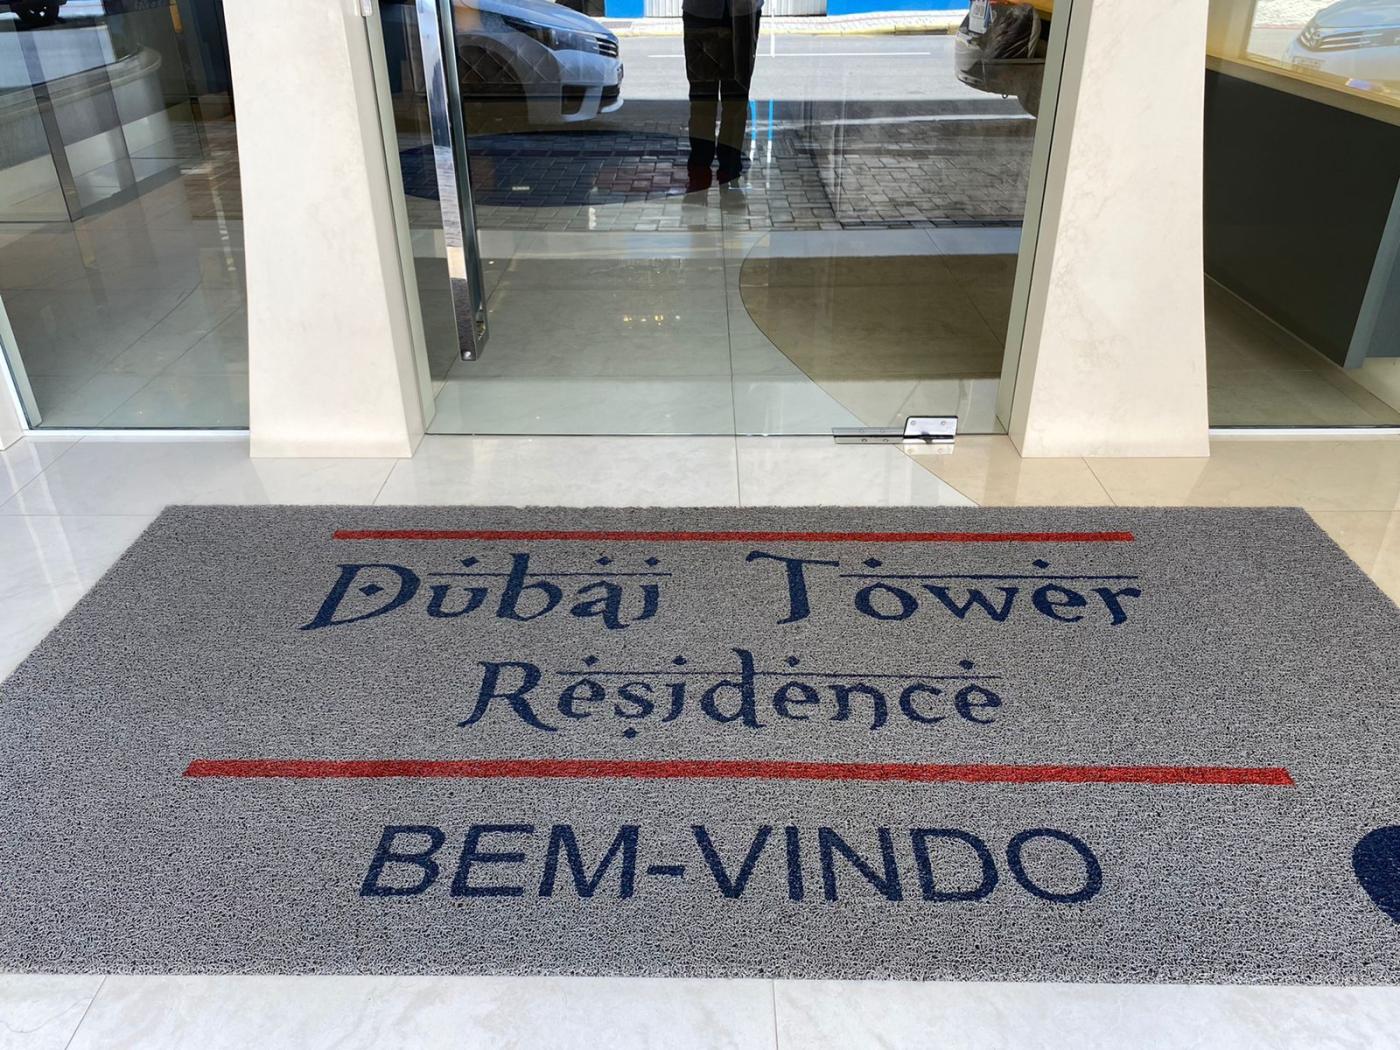 Dubai Tower
Residence
BEM-VINDO